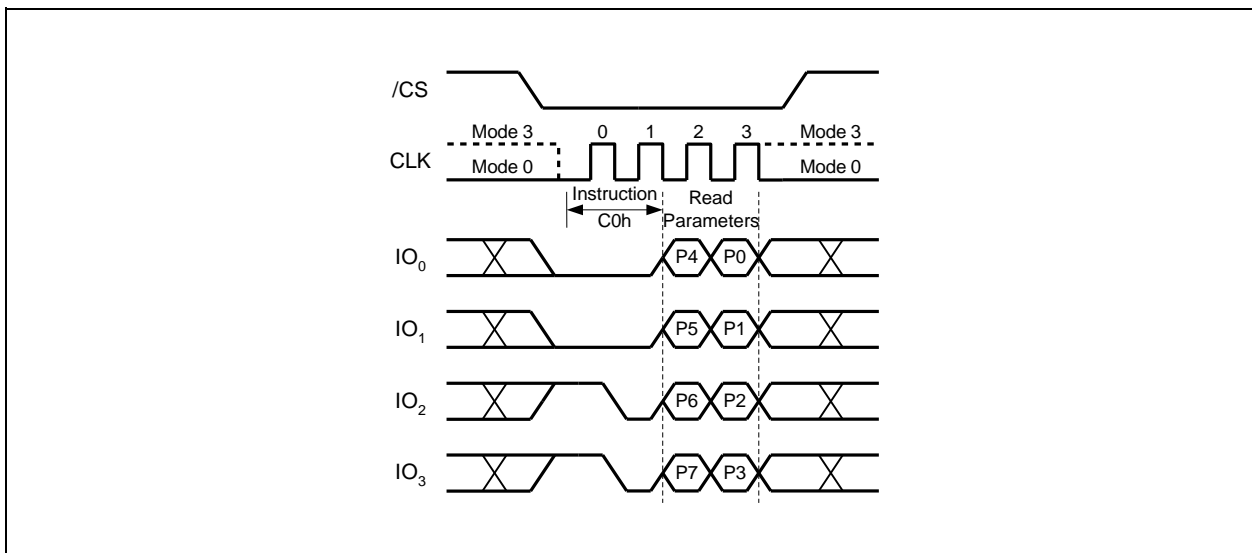 /CS
Mode 3 0 1 2 3 Mode 3
CLK
Mode 0 Mode 0
Instruction Read
C0h Parameters
IO0 P4 P0
IO1 P5 P1
IO2 P6 P2
IO3 P7 P3